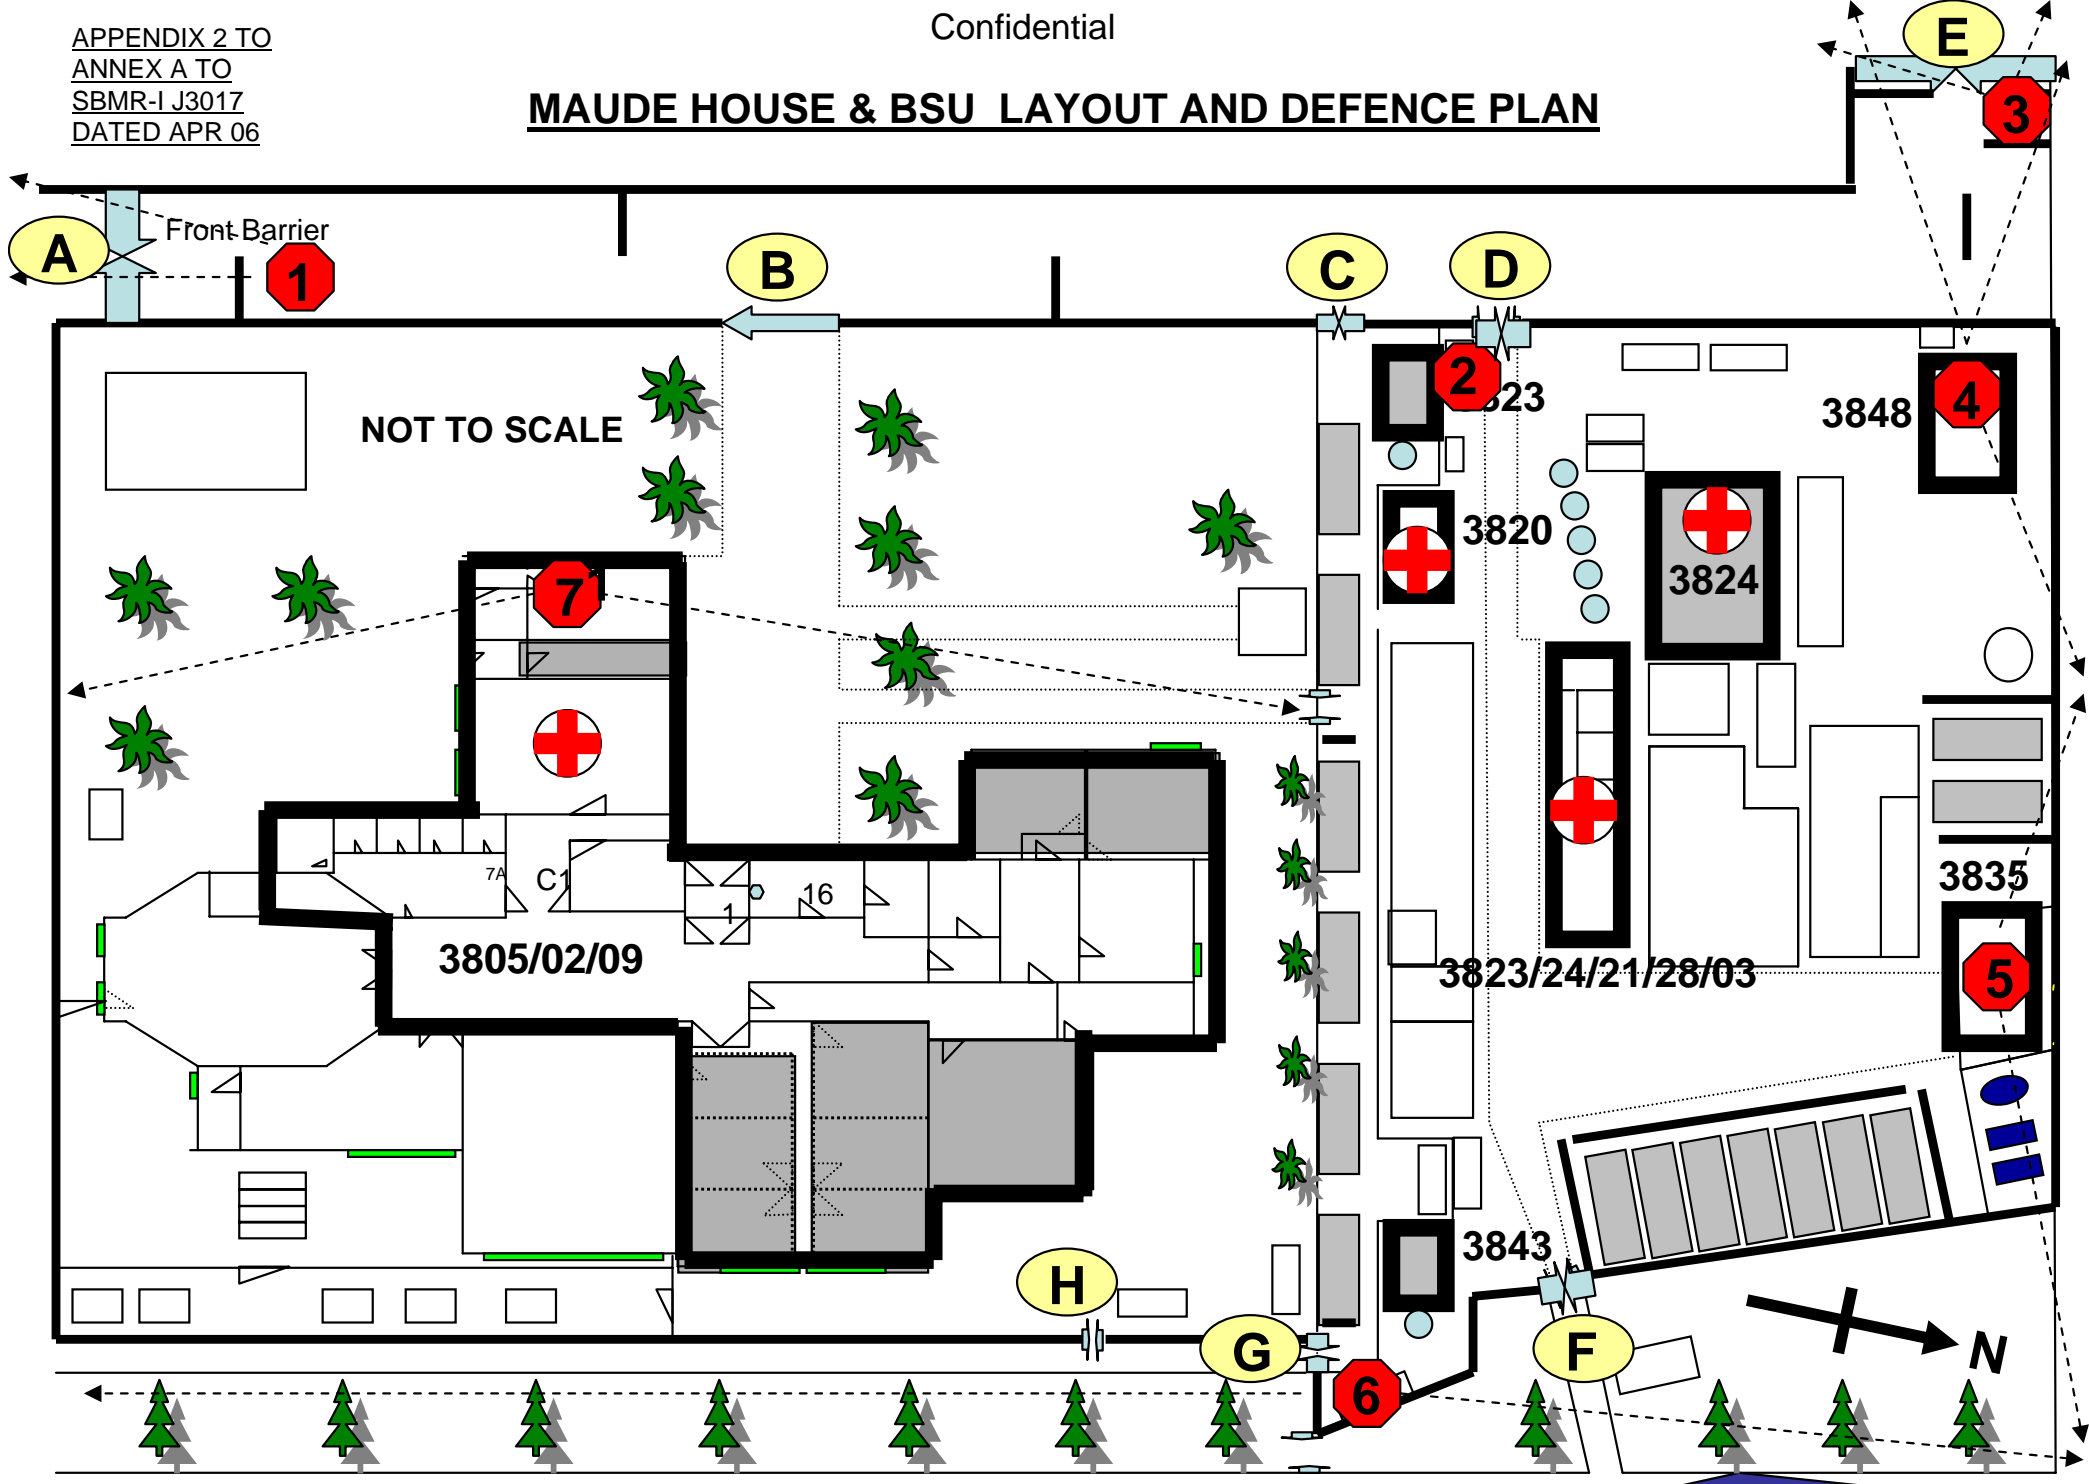 Confidential
APPENDIX 2 TO
ANNEX A TO
SBMR-I J3017
DATED APR 06
MAUDE HOUSE & BSU LAYOUT AND DEFENCE PLAN
E
3
A
Front Barrier
1
B
C
D
2
4
3848
NOT TO SCALE
3820
3824
7
3835
7A
C1
16
1
3805/02/09
3823/24/21/28/03
5
3843
H
G
F
N
6